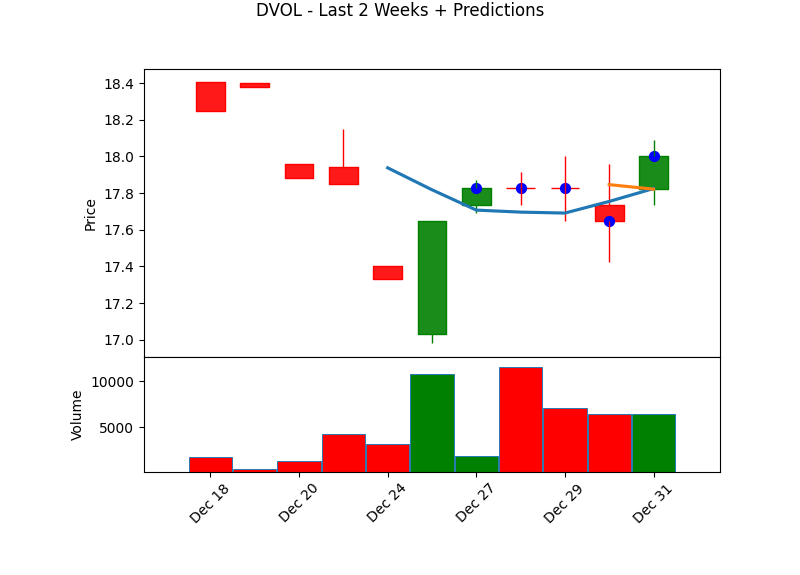 DVOL - Last 2 Weeks + Predictions
18.4
18.2
18.0
17.8
17.6
17.4
17.2
17.0
Price
10000
5000
Volume
Dec 18
Dec 20
Dec 24
Dec 27
Dec 29
Dec 31